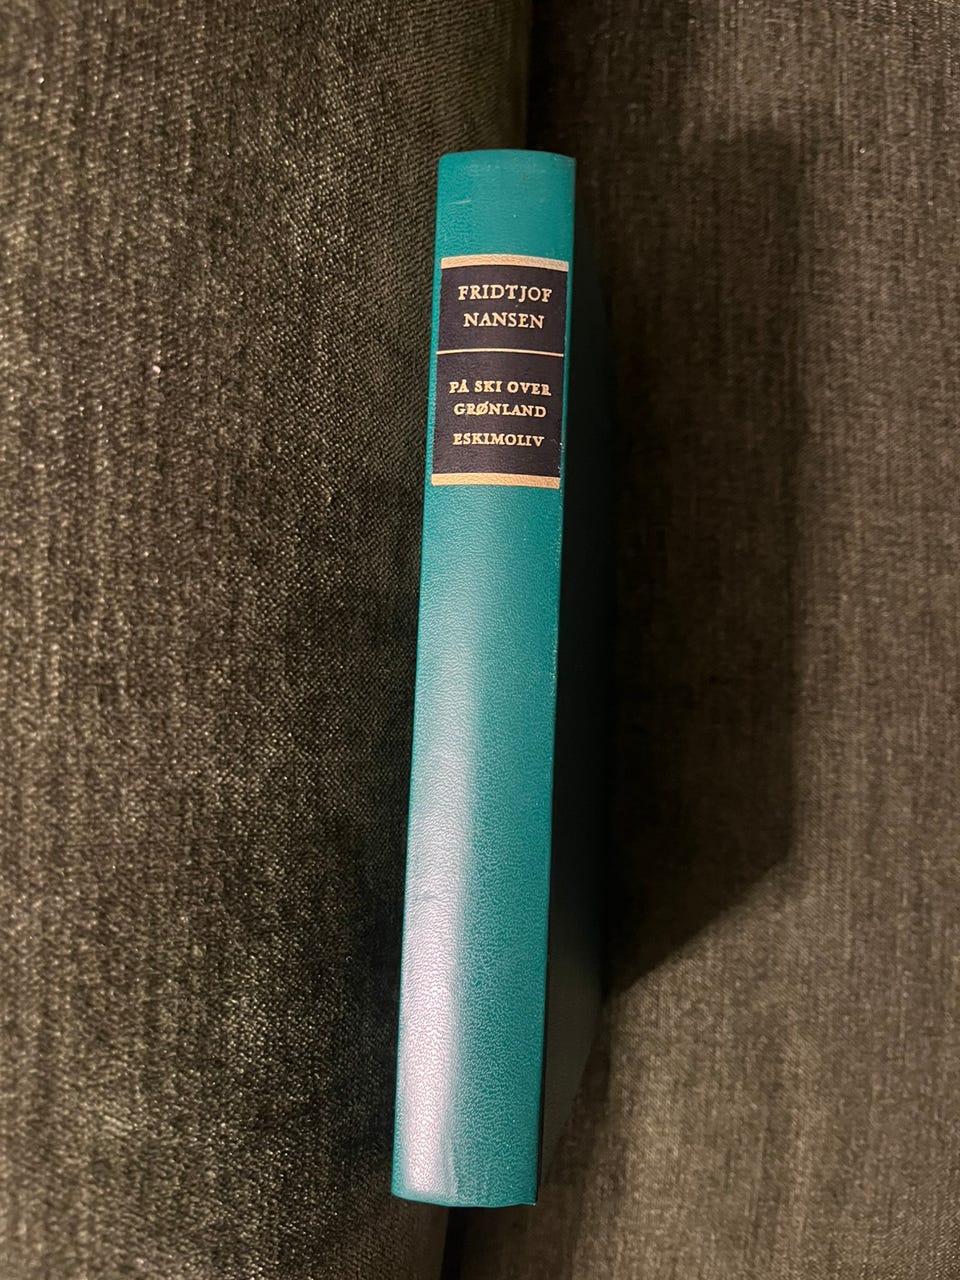 FRIDTJOF
NANSEN
PÅ SKI OVER
GRØNLAND
ESKIMOLIV